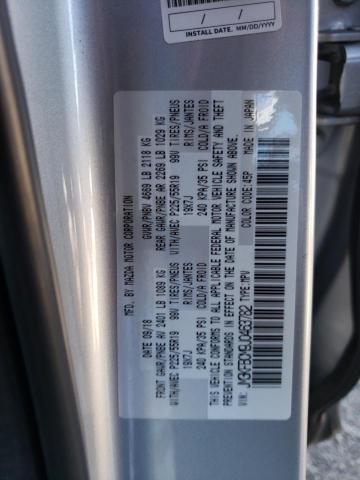 / /
INSTALL DATE. MM/DD/YYYY
MFD. BY MAZDA MOTOR CORPORATION
DATE: 09/18 GVWR/PNBV 4669 LB 2118 KG
FRONT GAWR/PNBE AV 2401 LB 1089 KG REAR GAWR/PNBE AR 2269 LB 1029 KG
WITH/AVEC P225/55R19 99V TIRES/PNEUS WITH/AVEC P225/55R19 99V TIRES/PNEUS
19X7J RIMS/JANTES 19X7J RIMS/JANTES
240 KPA/35 PSI COLD/A FROID 240 KPA/35 PSI COLD/A FROID
THIS VEHICLE CONFORMS TO ALL APPLICABLE FEDERAL MOTOR VEHICLE SAFETY, BUMPER, AND THEFT
PREVENTION STANDARDS IN EFFECT ON THE DATE OF MANUFACTURE SHOWN ABOVE.
VIN: TYPE:MPV COLOR CODE: 45P MADE IN JAPAN